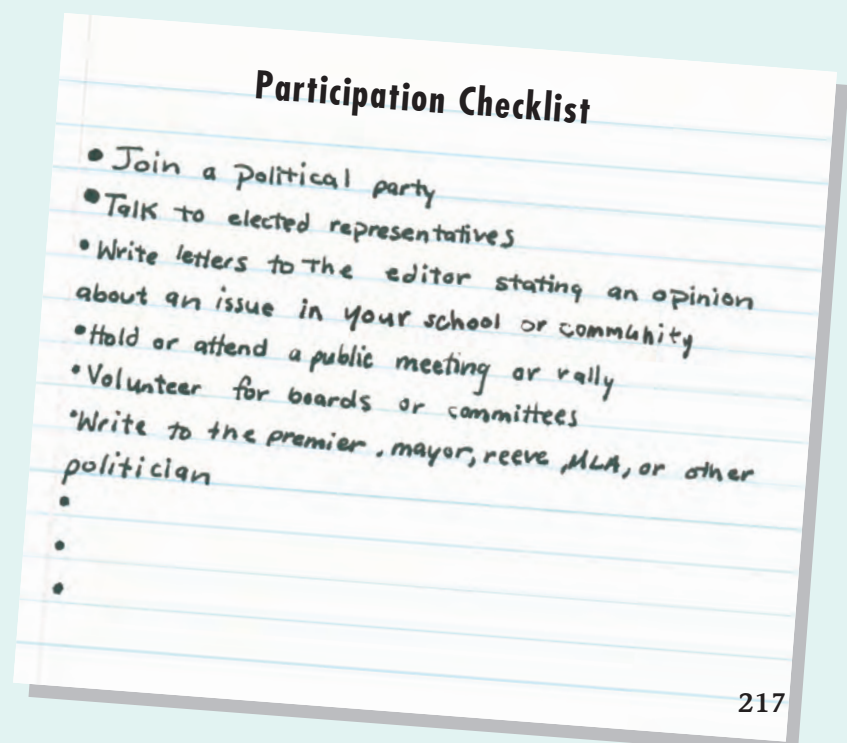 Participation Checklist
• Join a political party
• Talk to elected representatives
• Write letters to the editor stating an opinion
about an issue in your school or community
• Hold or attend a public meeting or rally
• Volunteer for boards or committees
• Write to the premier, mayor, reeve, MLA, or other
politician
•
•
•
217